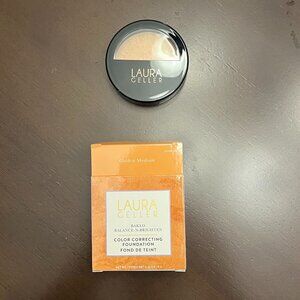 LAURA
GELLER
Golden Medium
LAURA
GELLER
BAKED
BALANCE-N-BRIGHTEN
COLOR CORRECTING
FOUNDATION
FOND DE TEINT